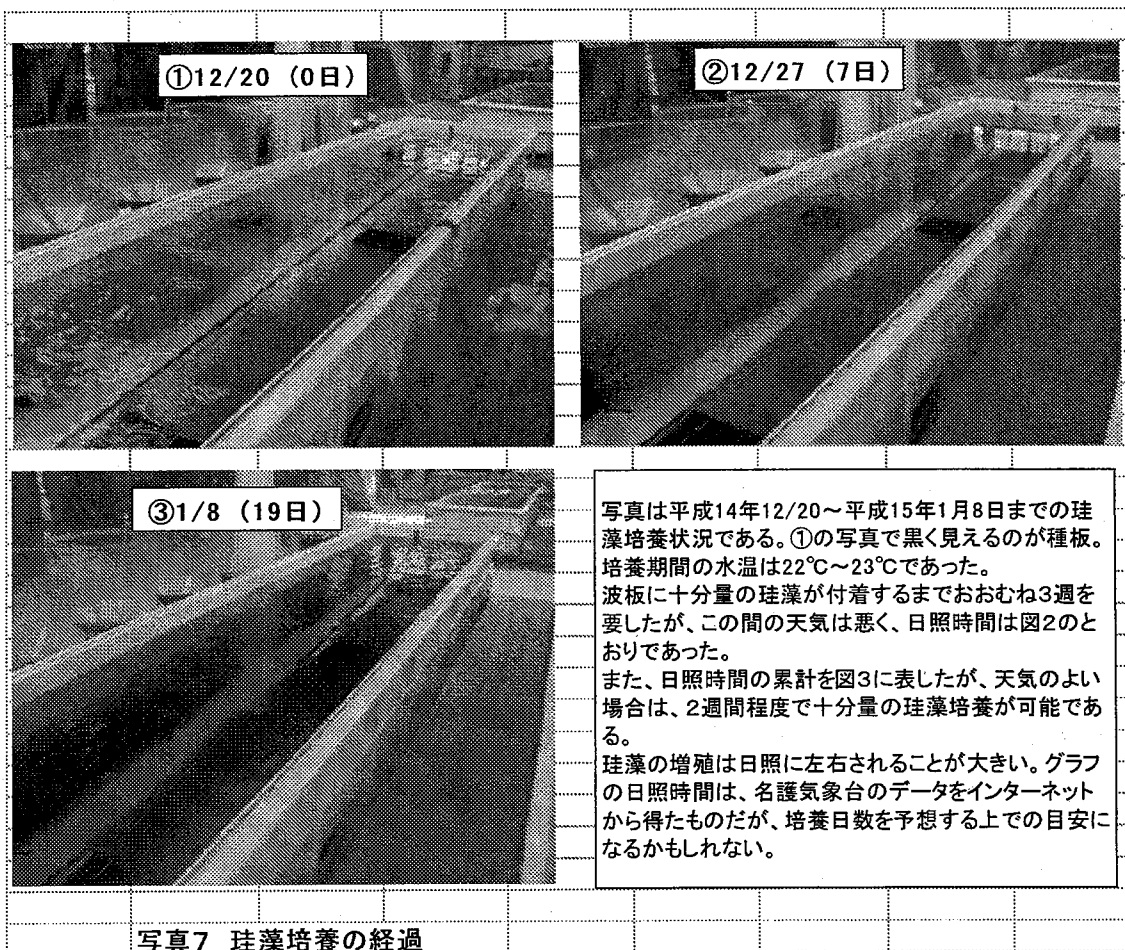 ①12/20 (0日)
②12/27 (7日)
③1/8 (19日)
写真は平成14年12/20~平成15年1月8日までの珪
藻培養状況である。①の写真で黒く見えるのが種板。
培養期間の水温は22℃~23℃であった。
波板に十分量の珪藻が付着するまでおおむね3週を
要したが、この間の天気は悪く、日照時間は図2のと
おりであった。
また、日照時間の累計を図3に表したが、天気のよい
場合は、2週間程度で十分量の珪藻培養が可能であ
る。
珪藻の増殖は日照に左右されることが大きい。グラフ
の日照時間は、名護気象台のデータをインターネット
から得たものだが、培養日数を予想する上での目安に
なるかもしれない。
写真7 珪藻培養の経過